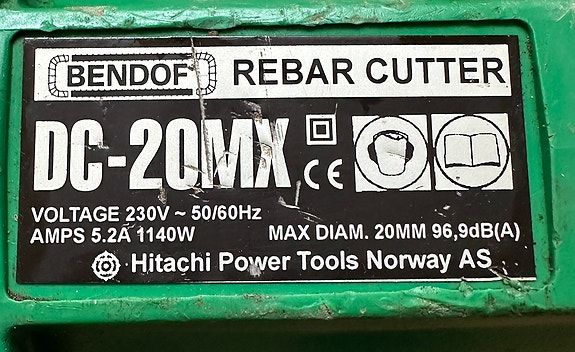 BENDOF REBAR CUTTER
DC-20MX CE
VOLTAGE 230V ~ 50/60Hz
AMPS 5.2A 1140W MAX DIAM. 20MM 96,9dB(A)
Hitachi Power Tools Norway AS